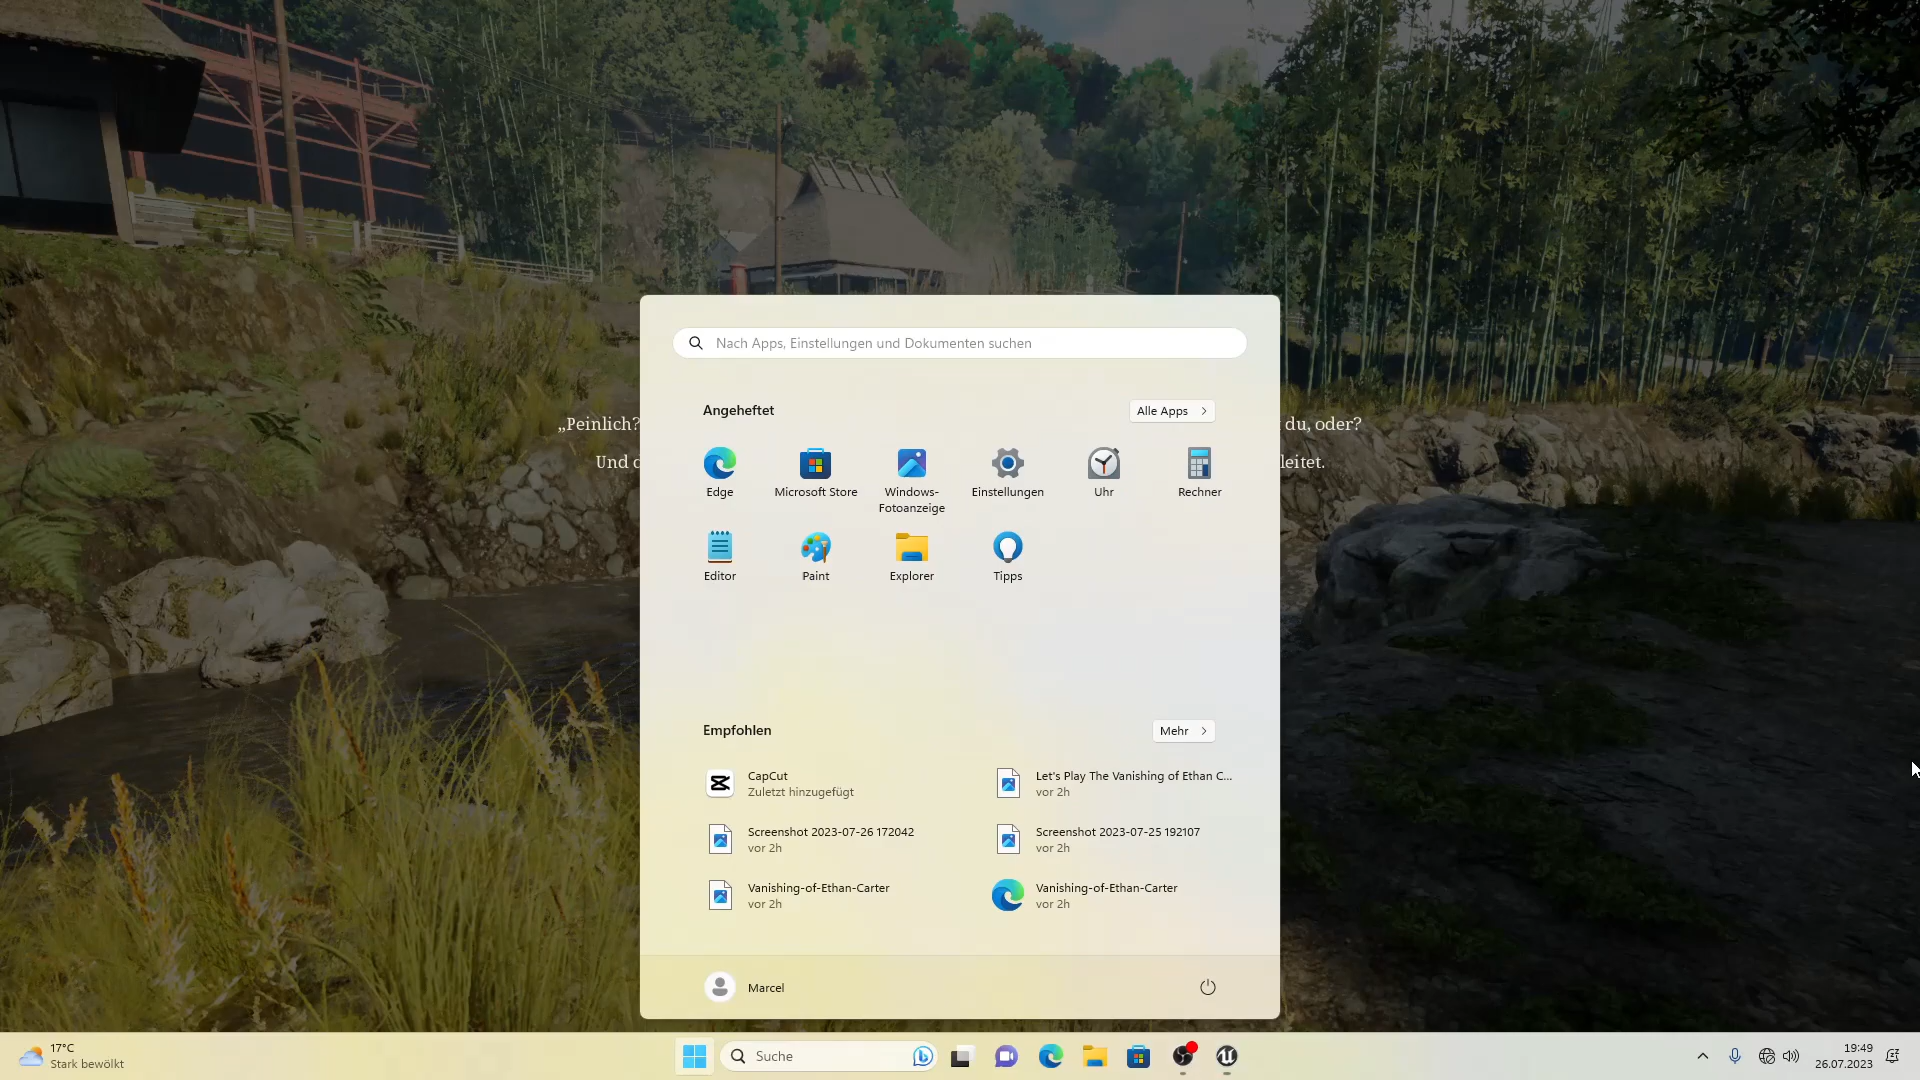 „Peinlich?
du, oder?
Und d
leitet.
Nach Apps, Einstellungen und Dokumenten suchen
Angeheftet
Alle Apps
Edge
Microsoft Store
Windows-
Fotoanzeige
Einstellungen
Uhr
Rechner
Editor
Paint
Explorer
Tipps
Empfohlen
Mehr
CapCut
Zuletzt hinzugefügt
Let's Play The Vanishing of Ethan C...
vor 2h
Screenshot 2023-07-26 172042
vor 2h
Screenshot 2023-07-25 192107
vor 2h
Vanishing-of-Ethan-Carter
vor 2h
Vanishing-of-Ethan-Carter
vor 2h
Marcel
17°C
Stark bewölkt
Suche
19:49
26.07.2023